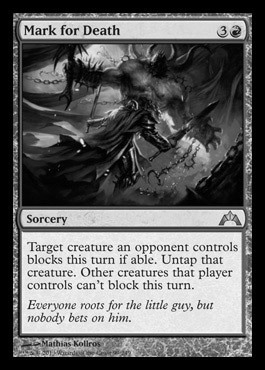 Mark for Death 3
Sorcery
Target creature an opponent controls
blocks this turn if able. Untap that
creature. Other creatures that player
controls can't block this turn.
Everyone roots for the little guy, but
nobody bets on him.
Mathias Kollros